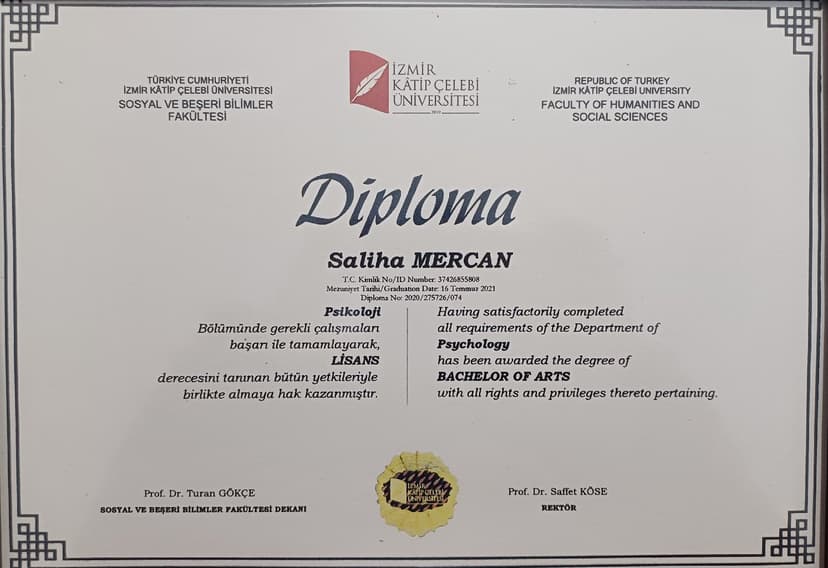 TÜRKİYE CUMHURİYETİ
İZMİR KÂTİP ÇELEBİ ÜNİVERSİTESİ
SOSYAL VE BEŞERİ BİLİMLER
FAKÜLTESİ
İZMİR
KÂTİP ÇELEBİ
ÜNİVERSİTESİ
REPUBLIC OF TURKEY
İZMİR KÂTİP ÇELEBİ UNIVERSITY
FACULTY OF HUMANITIES AND
SOCIAL SCIENCES
Diploma
Saliha MERCAN
T.C. Kimlik No/ID Number: 37426855808
Mezuniyet Tarihi/Graduation Date: 16 Temmuz 2021
Diploma No: 2020/275726/074
Psikoloji
Bölümünde gerekli çalışmaları
başarı ile tamamlayarak,
LİSANS
derecesini tanınan bütün yetkileriyle
birlikte almaya hak kazanmıştır.
Having satisfactorily completed
all requirements of the Department of
Psychology
has been awarded the degree of
BACHELOR OF ARTS
with all rights and privileges thereto pertaining.
Prof. Dr. Turan GÖKÇE
SOSYAL VE BEŞERİ BİLİMLER FAKÜLTESİ DEKANI
İZMİR
KÂTİP ÇELEBİ
ÜNİVERSİTESİ
Prof. Dr. Saffet KÖSE
REKTÖR